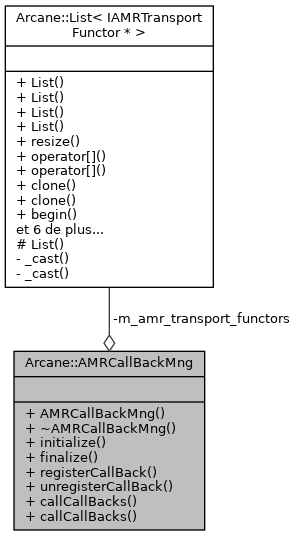 Arcane::List< IAMRTransport
Functor * >
+ List()
+ List()
+ List()
+ List()
+ resize()
+ operator[]()
+ operator[]()
+ clone()
+ clone()
+ begin()
et 6 de plus...
# List()
- _cast()
- _cast()
-m_amr_transport_functors
Arcane::AMRCallBackMng
+ AMRCallBackMng()
+ ~AMRCallBackMng()
+ initialize()
+ finalize()
+ registerCallBack()
+ unregisterCallBack()
+ callCallBacks()
+ callCallBacks()